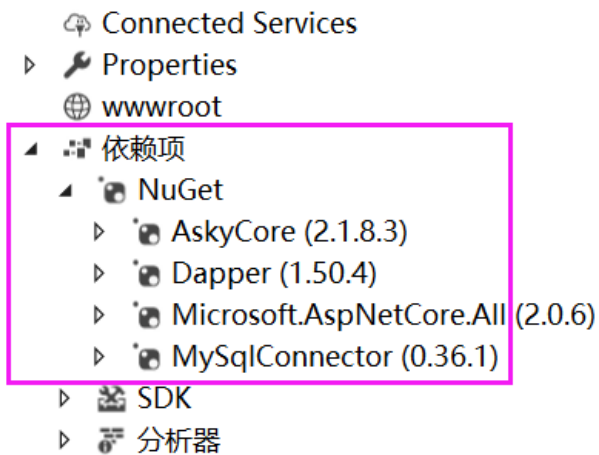 Connected Services
Properties
wwwroot
依赖项
NuGet
AskyCore (2.1.8.3)
Dapper (1.50.4)
Microsoft.AspNetCore.All (2.0.6)
MySqlConnector (0.36.1)
SDK
分析器